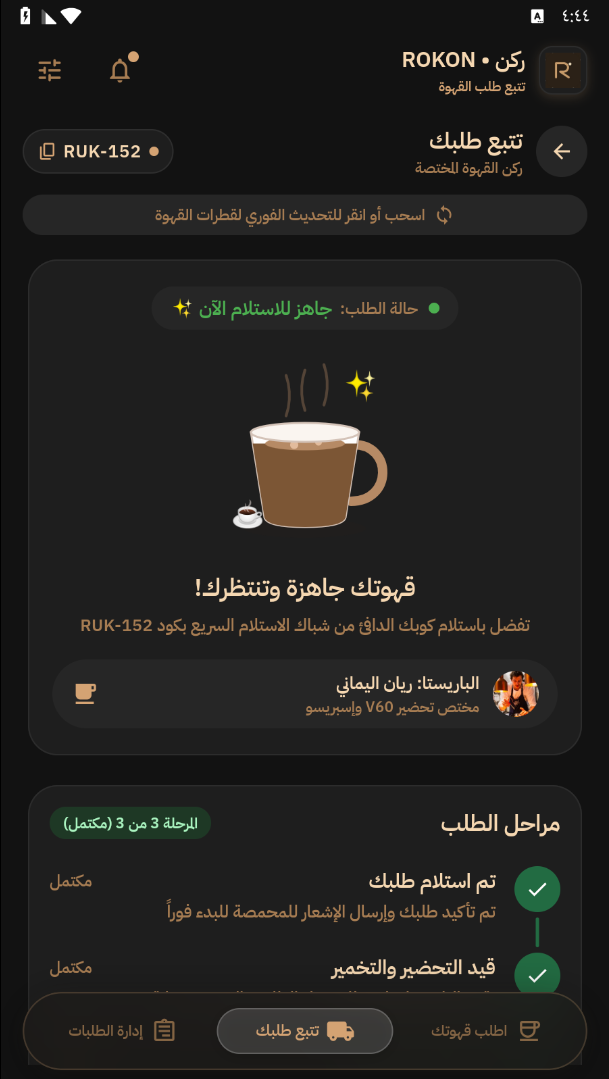 ٤:٤٤
A
ركن • ROKON
تتبع طلب القهوة
تتبع طلبك
ركن القهوة المختصة
RUK-152
اسحب أو انقر للتحديث الفوري لقطرات القهوة
حالة الطلب: جاهز للاستلام الآن ✨
قهوتك جاهزة وتنتظرك!
تفضل باستلام كوبك الدافئ من شباك الاستلام السريع بكود RUK-152
الباريستا: ريان اليماني
مختص تحضير V60 وإسبريسو
مراحل الطلب
المرحلة 3 من 3 (مكتمل)
تم استلام طلبك
مكتمل
تم تأكيد طلبك وإرسال الإشعار للمحمصة للبدء فوراً
قيد التحضير والتخمير
مكتمل
اطلب قهوتك
تتبع طلبك
إدارة الطلبات